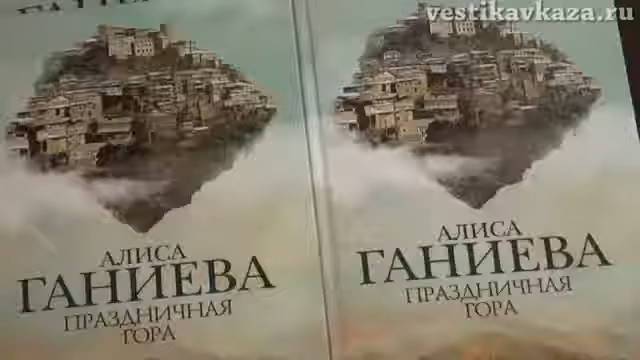 vestikavkaza.ru
АЛИСА
ГАНИЕВА
ПРАЗДНИЧНАЯ
ГОРА
АЛИСА
ГАНИЕВА
ПРАЗДНИЧНАЯ
ГОРА